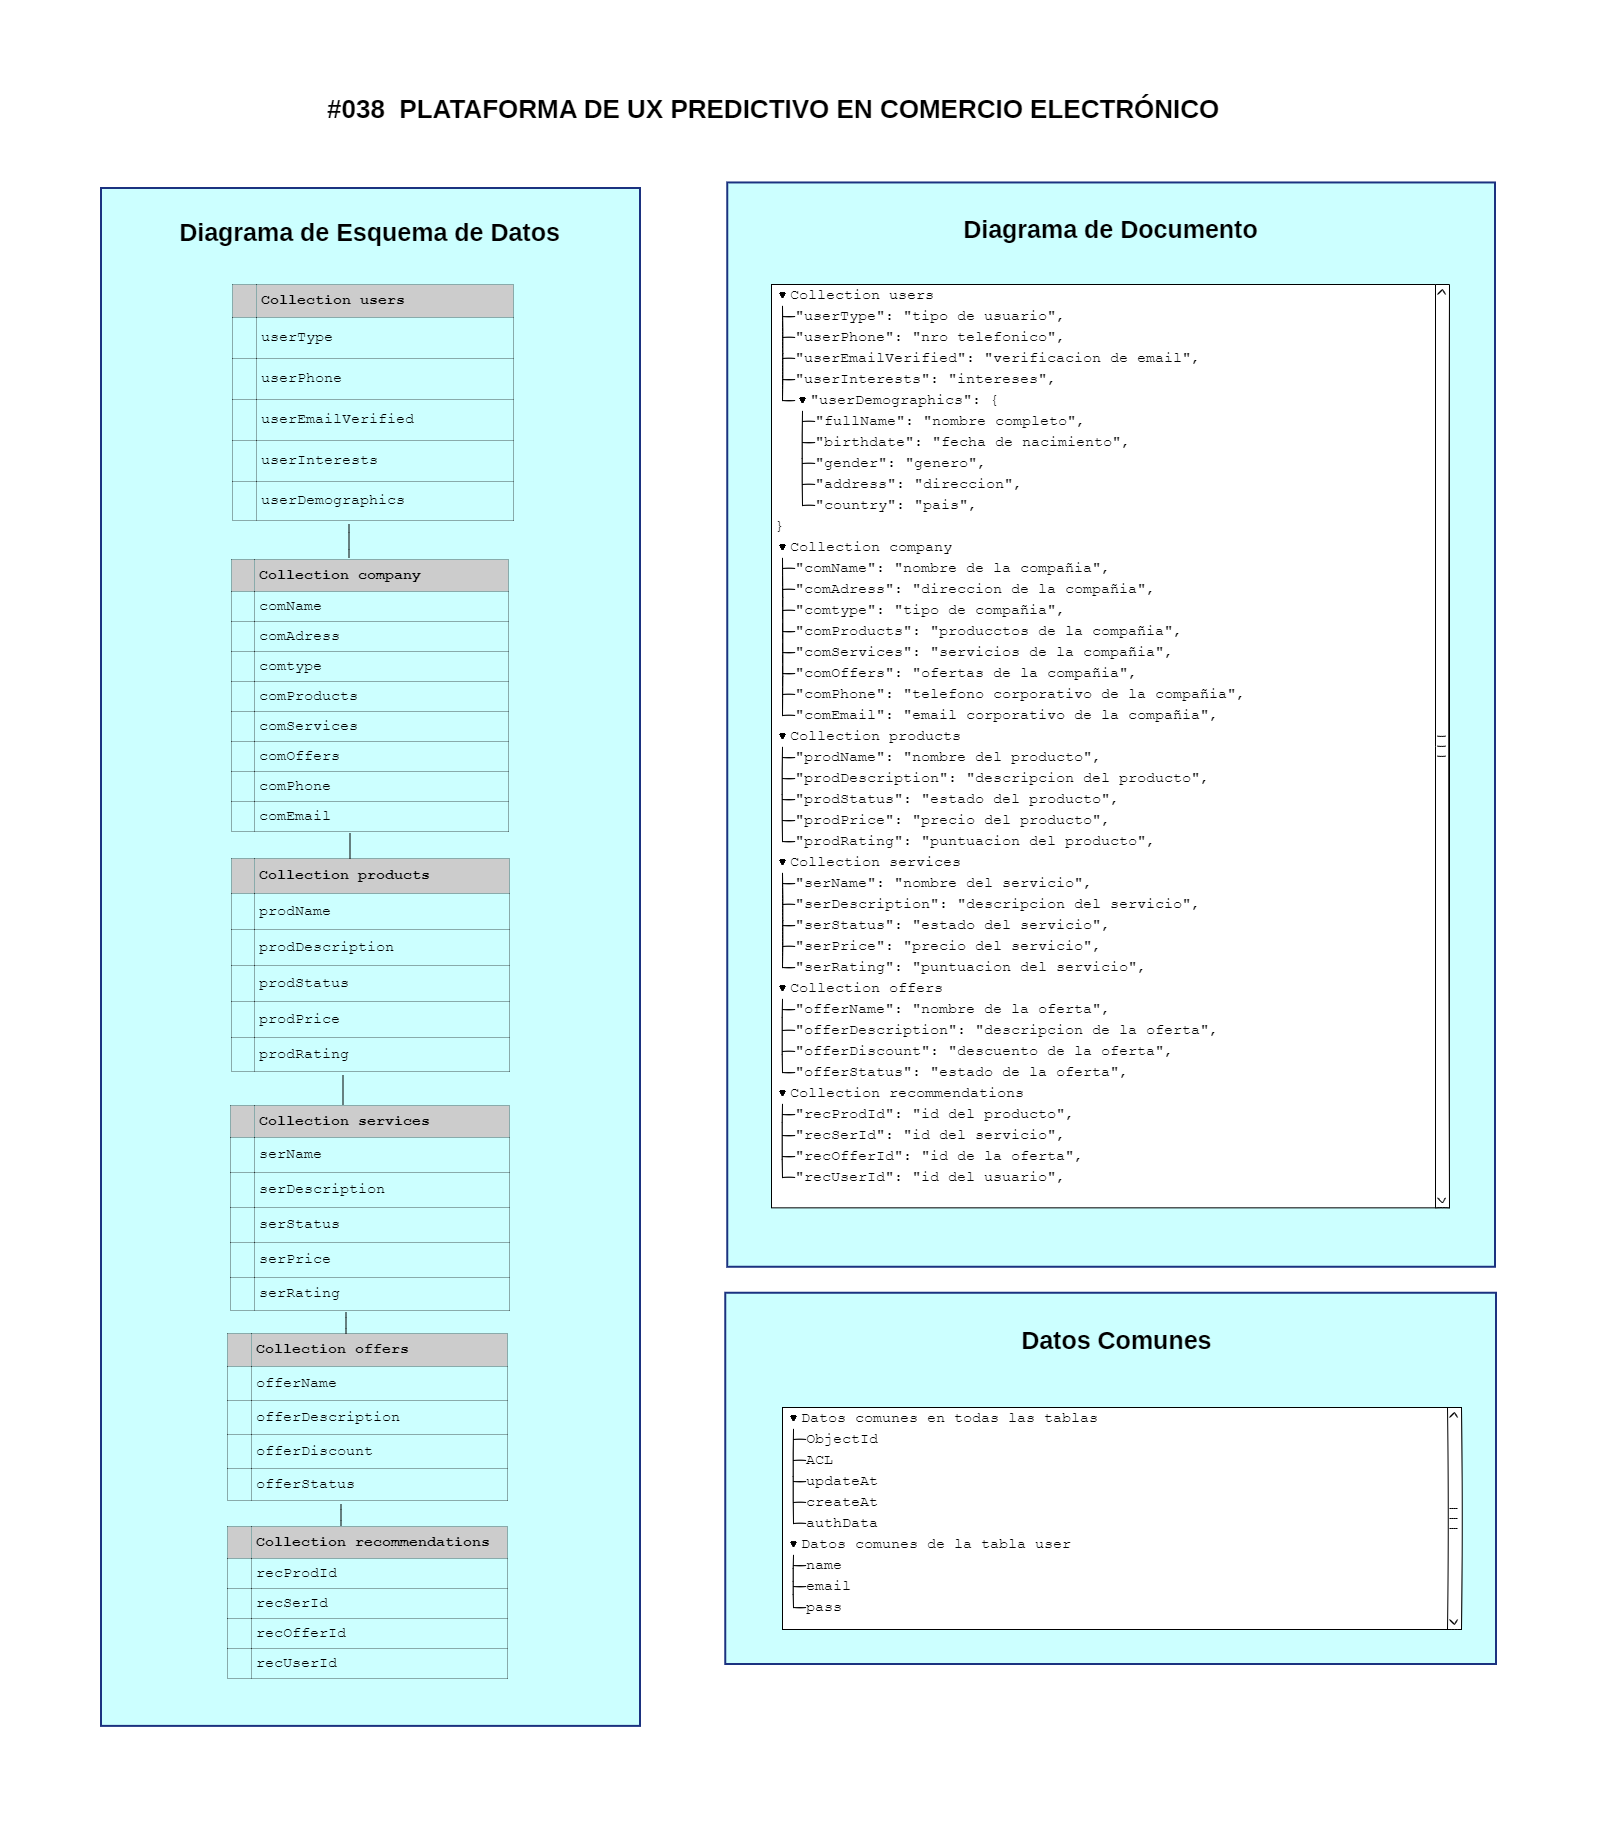 #038  PLATAFORMA DE UX PREDICTIVO EN COMERCIO ELECTRÓNICO
Diagrama de Esquema de Datos
Collection users
userType
userPhone
userEmailVerified
userInterests
userDemographics
Collection company
comName
comAdress
comtype
comProducts
comServices
comOffers
comPhone
comEmail
Collection products
prodName
prodDescription
prodStatus
prodPrice
prodRating
Collection services
serName
serDescription
serStatus
serPrice
serRating
Collection offers
offerName
offerDescription
offerDiscount
offerStatus
Collection recommendations
recProdId
recSerId
recOfferId
recUserId
Diagrama de Documento
Collection users
"userType": "tipo de usuario",
"userPhone": "nro telefonico",
"userEmailVerified": "verificacion de email",
"userInterests": "intereses",
"userDemographics": {
"fullName": "nombre completo",
"birthdate": "fecha de nacimiento",
"gender": "genero",
"address": "direccion",
"country": "pais",
}
Collection company
"comName": "nombre de la compañia",
"comAdress": "direccion de la compañia",
"comtype": "tipo de compañia",
"comProducts": "producctos de la compañia",
"comServices": "servicios de la compañia",
"comOffers": "ofertas de la compañia",
"comPhone": "telefono corporativo de la compañia",
"comEmail": "email corporativo de la compañia",
Collection products
"prodName": "nombre del producto",
"prodDescription": "descripcion del producto",
"prodStatus": "estado del producto",
"prodPrice": "precio del producto",
"prodRating": "puntuacion del producto",
Collection services
"serName": "nombre del servicio",
"serDescription": "descripcion del servicio",
"serStatus": "estado del servicio",
"serPrice": "precio del servicio",
"serRating": "puntuacion del servicio",
Collection offers
"offerName": "nombre de la oferta",
"offerDescription": "descripcion de la oferta",
"offerDiscount": "descuento de la oferta",
"offerStatus": "estado de la oferta",
Collection recommendations
"recProdId": "id del producto",
"recSerId": "id del servicio",
"recOfferId": "id de la oferta",
"recUserId": "id del usuario",
Datos Comunes
Datos comunes en todas las tablas
ObjectId
ACL
updateAt
createAt
authData
Datos comunes de la tabla user
name
email
pass